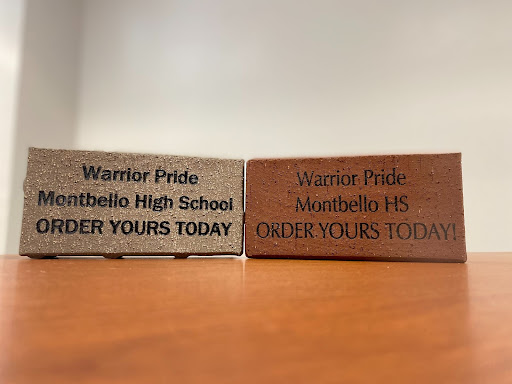 Warrior Pride
Montbello High School
ORDER YOURS TODAY
Warrior Pride
Montbello HS
ORDER YOURS TODAY!